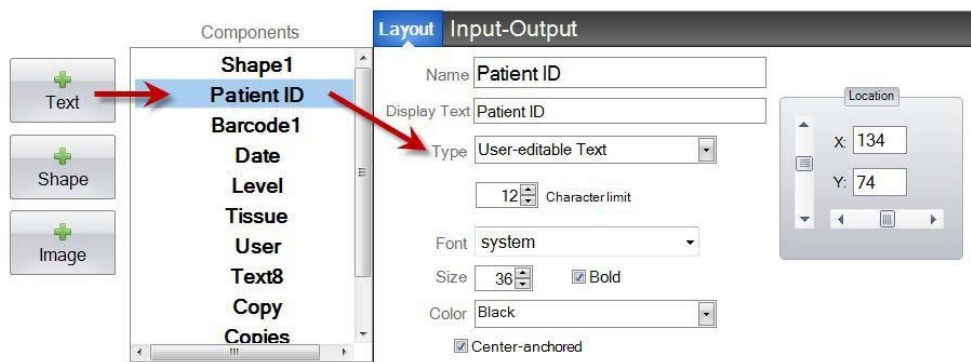 Components
Text
Shape
Image
Shape1
Patient ID
Barcode1
Date
Level
Tissue
User
Text8
Copy
Copies
Layout Input-Output
Name Patient ID
Display Text Patient ID
Type User-editable Text
12 Character limit
Font system
Size 36 Bold
Color Black
Center-anchored
Location
X: 134
Y: 74